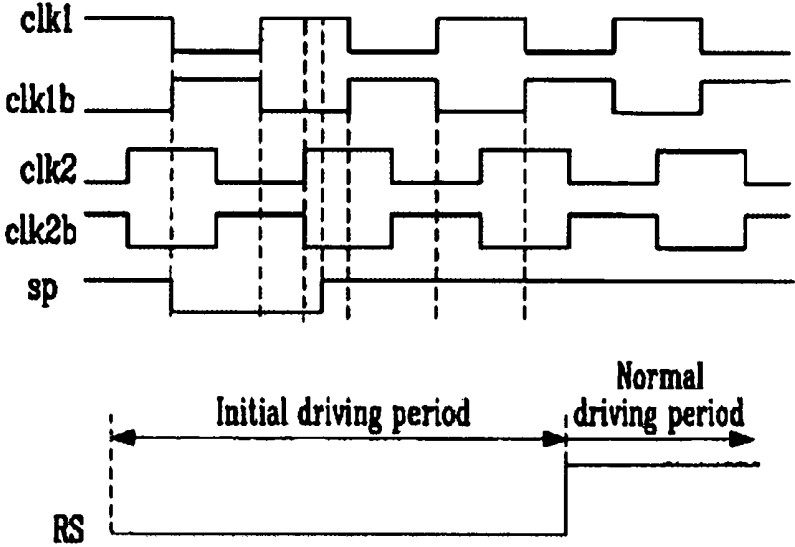 clk1
clk1b
clk2
clk2b
sp
Initial driving period
Normal
driving period
RS